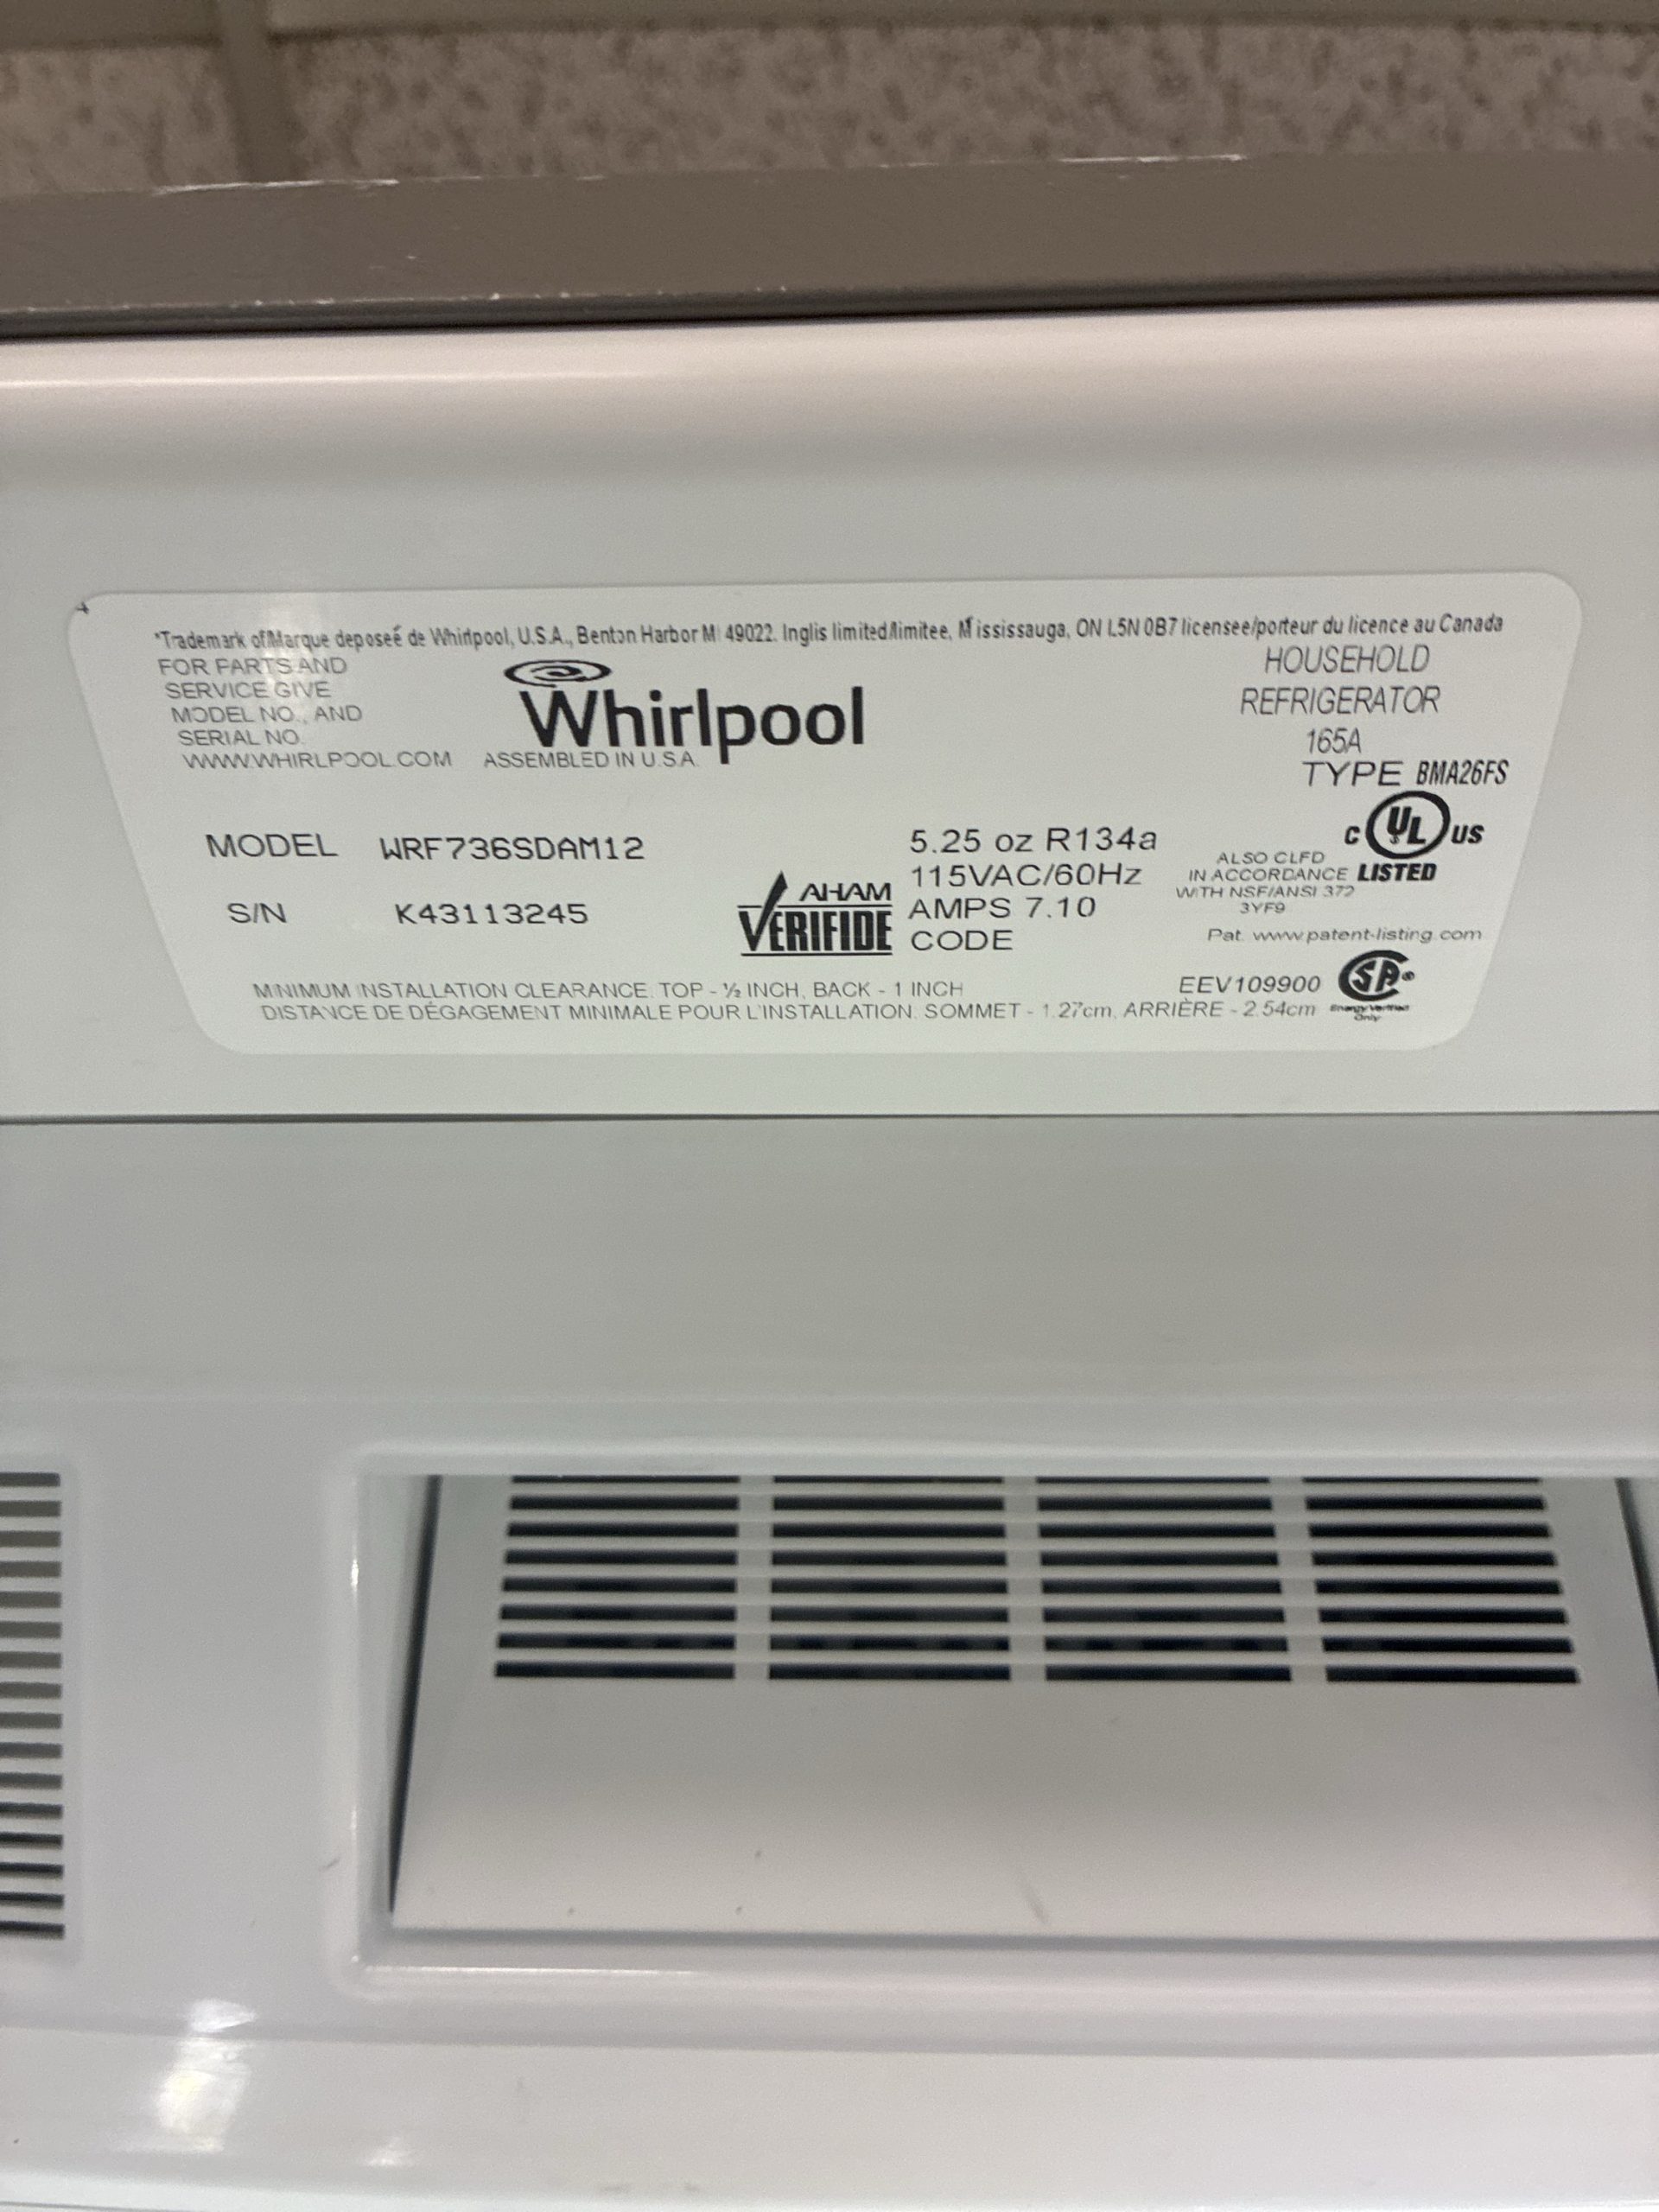 *Trademark of/Marque deposeé de Whirlpool, U.S.A., Benton Harbor MI 49022. Inglis limited/limitee, Mississauga, ON L5N 0B7 licensee/porteur du licence au Canada
FOR PARTS AND
SERVICE GIVE
MODEL NO., AND
SERIAL NO.
WWW.WHIRLPOOL.COM
Whirlpool
ASSEMBLED IN U.S.A.
HOUSEHOLD
REFRIGERATOR
165A
TYPE BMA26FS
MODEL WRF736SDAM12
S/N K43113245
AHAM
VERIFIDE
5.25 oz R134a
115VAC/60Hz
AMPS 7.10
CODE
C UL US
LISTED
ALSO CLFD
IN ACCORDANCE
WITH NSF/ANSI 372
3YF9
Pat. www.patent-listing.com
EEV109900
SA®
Energy Verified
Only
MINIMUM INSTALLATION CLEARANCE: TOP - ½ INCH, BACK - 1 INCH
DISTANCE DE DÉGAGEMENT MINIMALE POUR L'INSTALLATION: SOMMET - 1.27cm, ARRIÈRE - 2.54cm